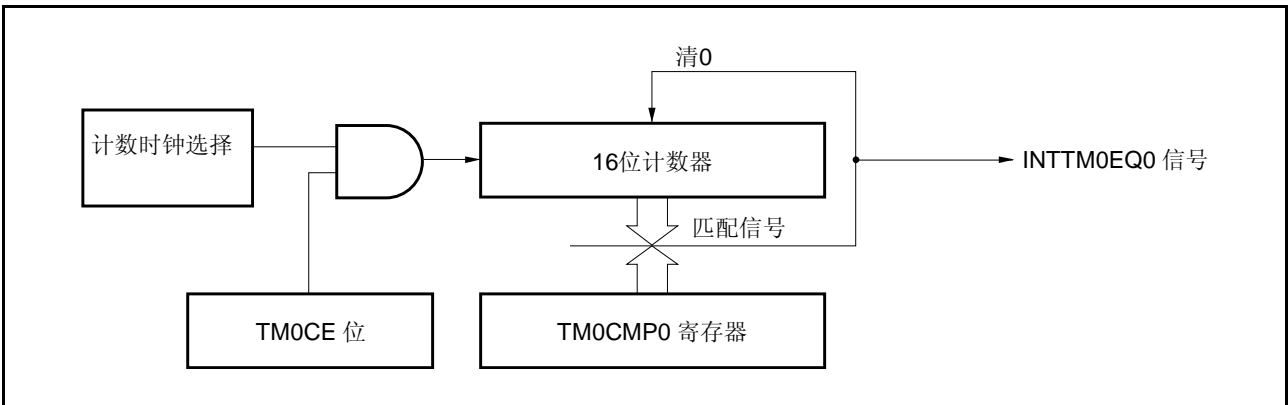 清0
计数时钟选择
16位计数器
INTTM0EQ0 信号
匹配信号
TM0CE 位
TM0CMP0 寄存器